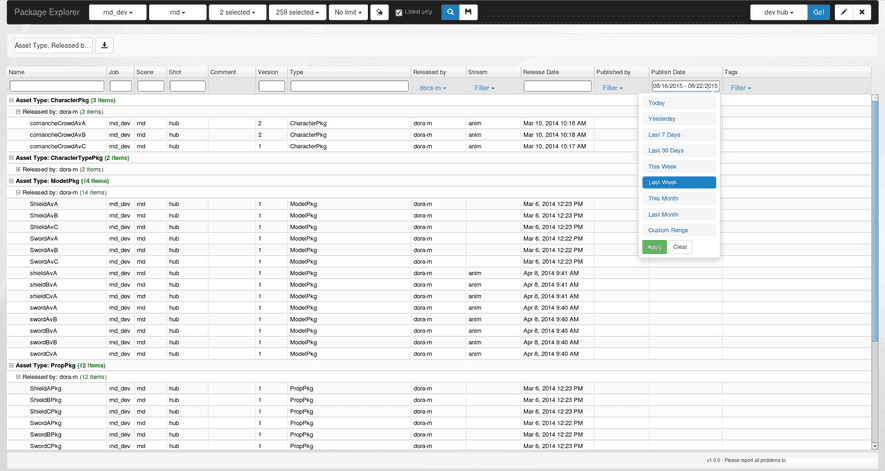 Package Explorer rnd_dev rnd 2 selected 259 selected No limit Latest only dev hub Go!
Asset Type, Released b...
Name Job Scene Shot Comment Version Type Released by Stream Release Date Published by Publish Date Tags
dora-m Filter Filter 08/16/2015 - 08/22/2015 Filter
Asset Type: CharacterPkg (3 items)
Released by: dora-m (3 items)
comancheCrowdAvA rnd_dev rnd hub 2 CharacterPkg dora-m anim Mar 10, 2014 10:18 AM
comancheCrowdAvB rnd_dev rnd hub 2 CharacterPkg dora-m anim Mar 10, 2014 10:18 AM
comancheCrowdAvC rnd_dev rnd hub 1 CharacterPkg dora-m anim Mar 10, 2014 10:17 AM
Asset Type: CharacterTypePkg (2 items)
Released by: dora-m (2 items)
Asset Type: ModelPkg (14 items)
Released by: dora-m (14 items)
ShieldAvA rnd_dev rnd hub 1 ModelPkg dora-m Mar 6, 2014 12:23 PM
ShieldAvB rnd_dev rnd hub 1 ModelPkg dora-m Mar 6, 2014 12:23 PM
ShieldAvC rnd_dev rnd hub 1 ModelPkg dora-m Mar 6, 2014 12:23 PM
SwordAvA rnd_dev rnd hub 1 ModelPkg dora-m Mar 6, 2014 12:22 PM
SwordAvB rnd_dev rnd hub 1 ModelPkg dora-m Mar 6, 2014 12:22 PM
SwordAvC rnd_dev rnd hub 1 ModelPkg dora-m Mar 6, 2014 12:23 PM
shieldAvA rnd_dev rnd hub 1 ModelPkg dora-m anim Apr 8, 2014 9:41 AM
shieldBvA rnd_dev rnd hub 1 ModelPkg dora-m anim Apr 8, 2014 9:41 AM
shieldCvA rnd_dev rnd hub 1 ModelPkg dora-m anim Apr 8, 2014 9:41 AM
swordAvA rnd_dev rnd hub 1 ModelPkg dora-m anim Apr 8, 2014 9:40 AM
swordAvB rnd_dev rnd hub 1 ModelPkg dora-m anim Apr 8, 2014 9:40 AM
swordBvA rnd_dev rnd hub 1 ModelPkg dora-m anim Apr 8, 2014 9:40 AM
swordBvB rnd_dev rnd hub 1 ModelPkg dora-m anim Apr 8, 2014 9:40 AM
swordCvA rnd_dev rnd hub 1 ModelPkg dora-m anim Apr 8, 2014 9:40 AM
Asset Type: PropPkg (12 items)
Released by: dora-m (12 items)
ShieldAPkg rnd_dev rnd hub 1 PropPkg dora-m Mar 6, 2014 12:23 PM
ShieldBPkg rnd_dev rnd hub 1 PropPkg dora-m Mar 6, 2014 12:23 PM
ShieldCPkg rnd_dev rnd hub 1 PropPkg dora-m Mar 6, 2014 12:23 PM
SwordAPkg rnd_dev rnd hub 1 PropPkg dora-m Mar 6, 2014 12:22 PM
SwordBPkg rnd_dev rnd hub 1 PropPkg dora-m Mar 6, 2014 12:22 PM
SwordCPkg rnd_dev rnd hub 1 PropPkg dora-m Mar 6, 2014 12:23 PM
Today
Yesterday
Last 7 Days
Last 30 Days
This Week
Last Week
This Month
Last Month
Custom Range
Apply Clear
v1.0.0 : Please report all problems to